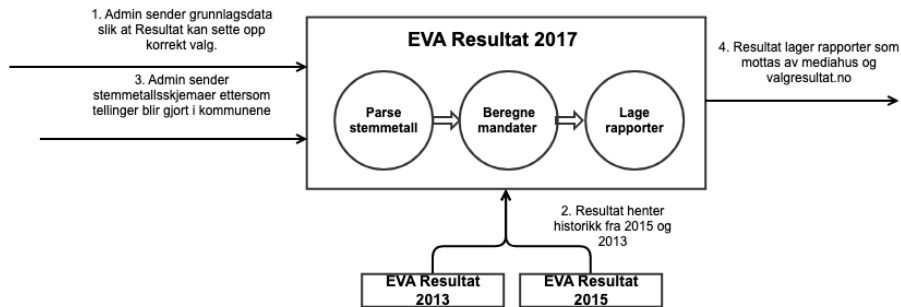 1. Admin sender grunnlagsdata
slik at Resultat kan sette opp
korrekt valg.
3. Admin sender
stemmetallsskjemaer ettersom
tellinger blir gjort i kommunene
EVA Resultat 2017
Parse
stemmetall
Beregne
mandater
Lage
rapporter
4. Resultat lager rapporter som
mottas av mediahus og
valgresultat.no
2. Resultat henter
historikk fra 2015 og
2013
EVA Resultat
2013
EVA Resultat
2015